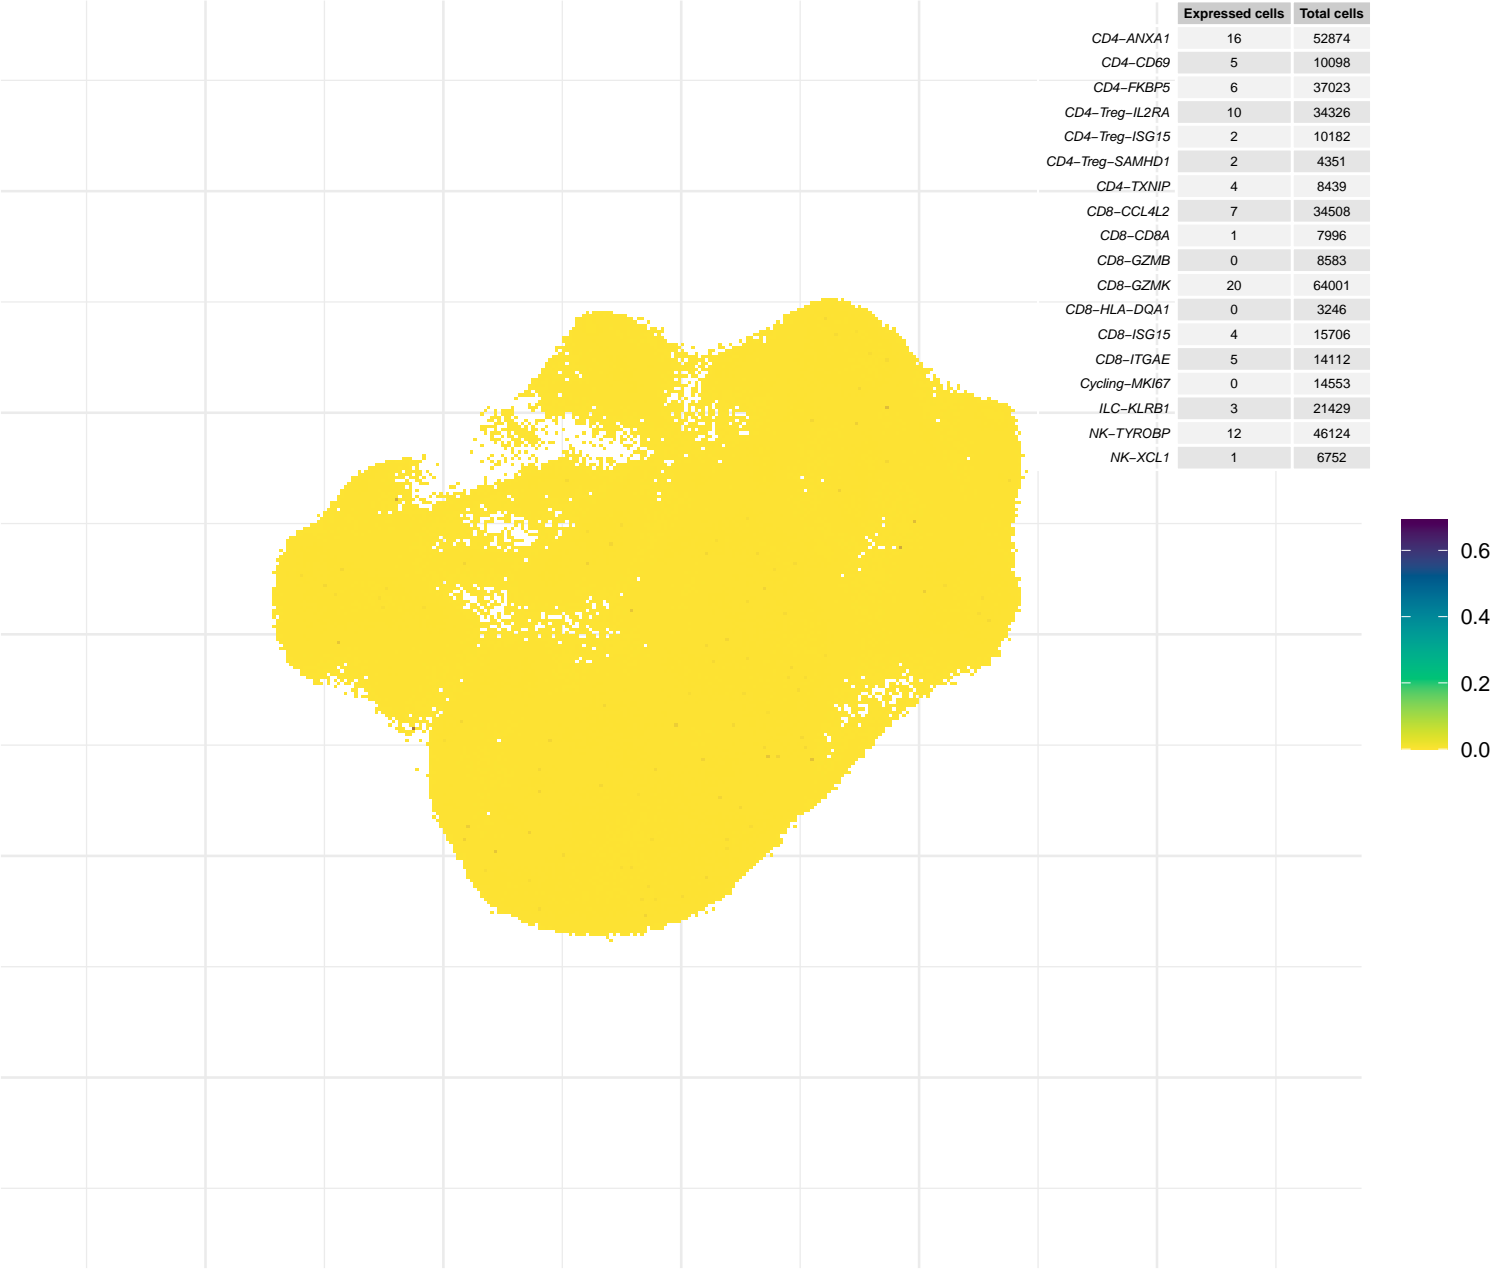 Expressed cells Total cells
CD4−ANXA1 16 52874
CD4−CD69 5 10098
CD4−FKBP5 6 37023
CD4−Treg−IL2RA 10 34326
CD4−Treg−ISG15 2 10182
CD4−Treg−SAMHD1 2 4351
CD4−TXNIP 4 8439
CD8−CCL4L2 7 34508
CD8−CD8A 1 7996
CD8−GZMB 0 8583
CD8−GZMK 20 64001
CD8−HLA−DQA1 0 3246
CD8−ISG15 4 15706
CD8−ITGAE 5 14112
Cycling−MKI67 0 14553
ILC−KLRB1 3 21429
NK−TYROBP 12 46124
NK−XCL1 1 6752
0.6
0.4
0.2
0.0